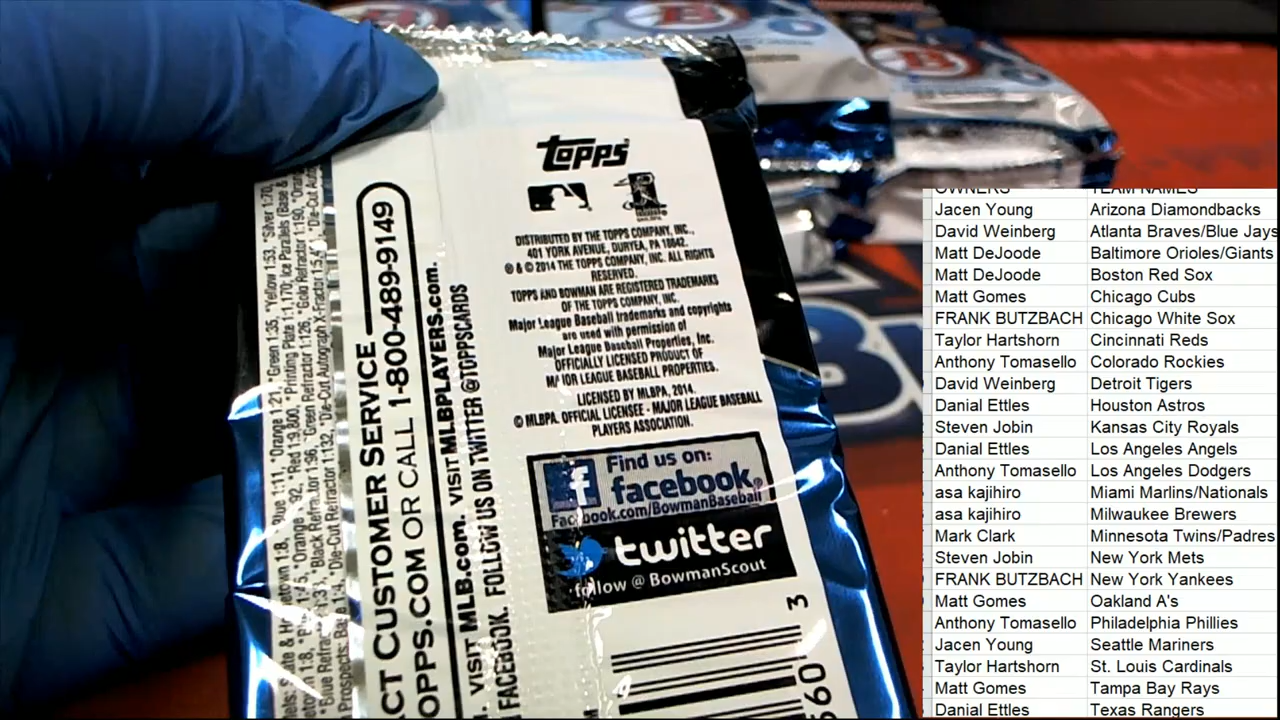 topps
DISTRIBUTED BY THE TOPPS COMPANY, INC.,
401 YORK AVENUE, DURYEA, PA 18642.
® & © 2014 THE TOPPS COMPANY, INC. ALL RIGHTS
RESERVED.
TOPPS AND BOWMAN ARE REGISTERED TRADEMARKS
OF THE TOPPS COMPANY, INC.
Major League Baseball trademarks and copyrights
are used with permission of
Major League Baseball Properties, Inc.
OFFICIALLY LICENSED PRODUCT OF
MAJOR LEAGUE BASEBALL PROPERTIES.
LICENSED BY MLBPA, 2014.
© MLBPA. OFFICIAL LICENSEE - MAJOR LEAGUE BASEBALL
PLAYERS ASSOCIATION.
Find us on:
facebook®
Facebook.com/BowmanBaseball
twitter
follow @ BowmanScout
3
560
ACT CUSTOMER SERVICE
OPPS.COM OR CALL 1-800-489-9149
VISIT MLB.com. VISIT MLBPLAYERS.com.
FACEBOOK. FOLLOW US ON TWITTER @TOPPSCARDS
B
OWNERS TEAM NAMES
Jacen Young Arizona Diamondbacks
David Weinberg Atlanta Braves/Blue Jays
Matt DeJoode Baltimore Orioles/Giants
Matt DeJoode Boston Red Sox
Matt Gomes Chicago Cubs
FRANK BUTZBACH Chicago White Sox
Taylor Hartshorn Cincinnati Reds
Anthony Tomasello Colorado Rockies
David Weinberg Detroit Tigers
Danial Ettles Houston Astros
Steven Jobin Kansas City Royals
Danial Ettles Los Angeles Angels
Anthony Tomasello Los Angeles Dodgers
asa kajihiro Miami Marlins/Nationals
asa kajihiro Milwaukee Brewers
Mark Clark Minnesota Twins/Padres
Steven Jobin New York Mets
FRANK BUTZBACH New York Yankees
Matt Gomes Oakland A's
Anthony Tomasello Philadelphia Phillies
Jacen Young Seattle Mariners
Taylor Hartshorn St. Louis Cardinals
Matt Gomes Tampa Bay Rays
Danial Ettles Texas Rangers